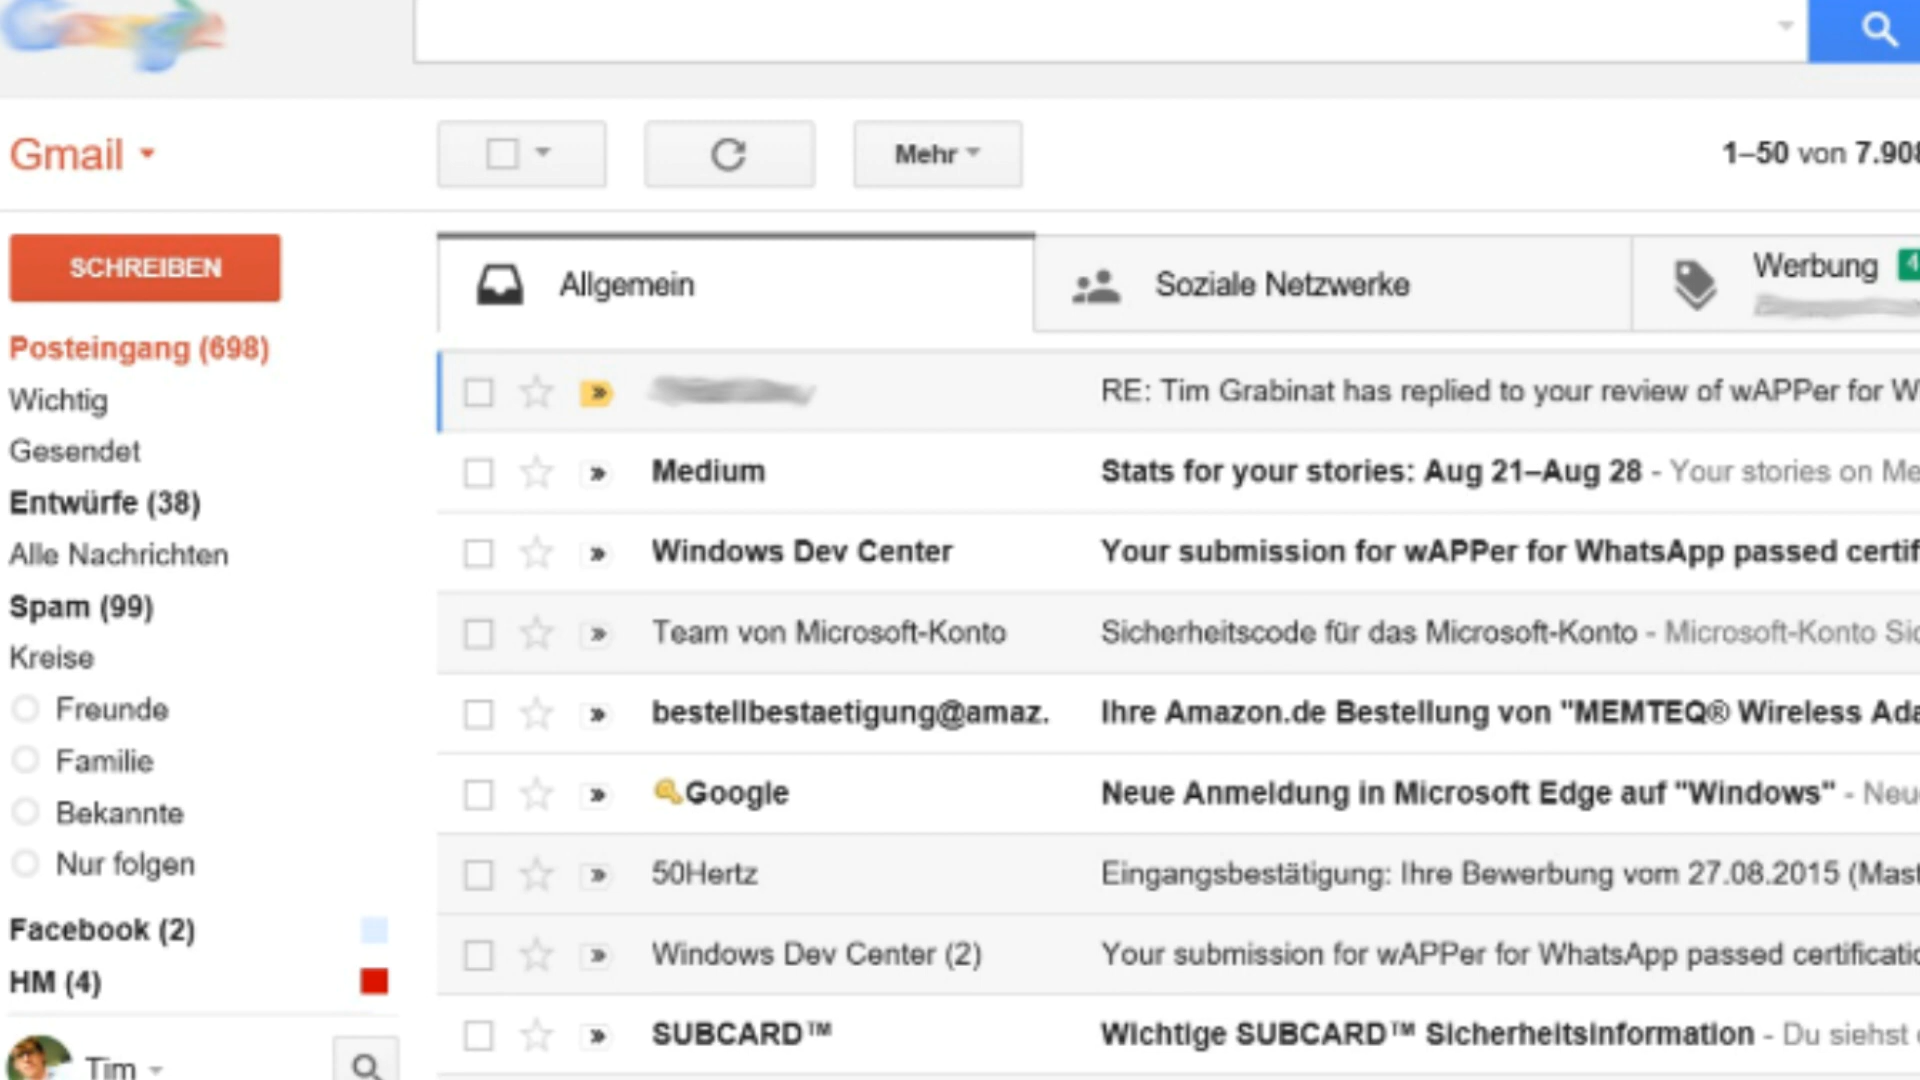 Gmail
Mehr
1–50 von 7.908
SCHREIBEN
Allgemein
Soziale Netzwerke
Werbung 4
Posteingang (698)
Wichtig
Gesendet
Entwürfe (38)
Alle Nachrichten
Spam (99)
Kreise
Freunde
Familie
Bekannte
Nur folgen
Facebook (2)
HM (4)
Tim
RE: Tim Grabinat has replied to your review of wAPPer for W
Medium Stats for your stories: Aug 21–Aug 28 - Your stories on Me
Windows Dev Center Your submission for wAPPer for WhatsApp passed certif
Team von Microsoft-Konto Sicherheitscode für das Microsoft-Konto - Microsoft-Konto Sic
bestellbestaetigung@amaz. Ihre Amazon.de Bestellung von "MEMTEQ® Wireless Ada
Google Neue Anmeldung in Microsoft Edge auf "Windows" - Neu
50Hertz Eingangsbestätigung: Ihre Bewerbung vom 27.08.2015 (Mast
Windows Dev Center (2) Your submission for wAPPer for WhatsApp passed certificatio
SUBCARD™ Wichtige SUBCARD™ Sicherheitsinformation - Du siehst